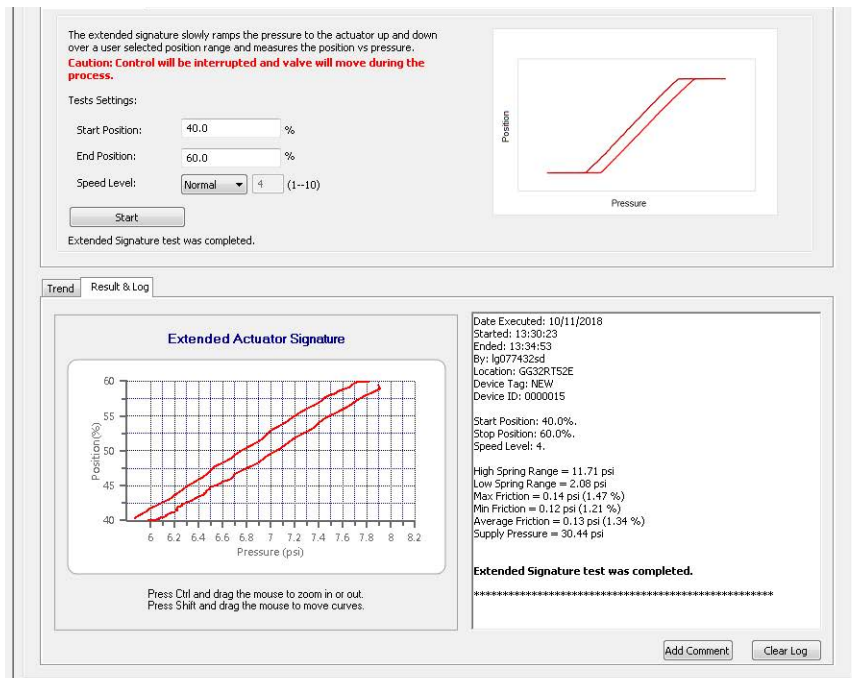 The extended signature slowly ramps the pressure to the actuator up and down
over a user selected position range and measures the position vs pressure.
Caution: Control will be interrupted and valve will move during the
process.
Tests Settings:
Start Position: 40.0 %
End Position: 60.0 %
Speed Level: Normal 4 (1--10)
Start
Extended Signature test was completed.
Position
Pressure
Trend Result & Log
Extended Actuator Signature
60
55
50
45
40
Position(%)
6 6.2 6.4 6.6 6.8 7 7.2 7.4 7.6 7.8 8 8.2
Pressure (psi)
Press Ctrl and drag the mouse to zoom in or out.
Press Shift and drag the mouse to move curves.
Date Executed: 10/11/2018
Started: 13:30:23
Ended: 13:34:53
By: lg077432sd
Location: GG32RT52E
Device Tag: NEW
Device ID: 0000015
Start Position: 40.0%.
Stop Position: 60.0%.
Speed Level: 4.
High Spring Range = 11.71 psi
Low Spring Range = 2.08 psi
Max Friction = 0.14 psi (1.47 %)
Min Friction = 0.12 psi (1.21 %)
Average Friction = 0.13 psi (1.34 %)
Supply Pressure = 30.44 psi
Extended Signature test was completed.
****************************************************
Add Comment Clear Log